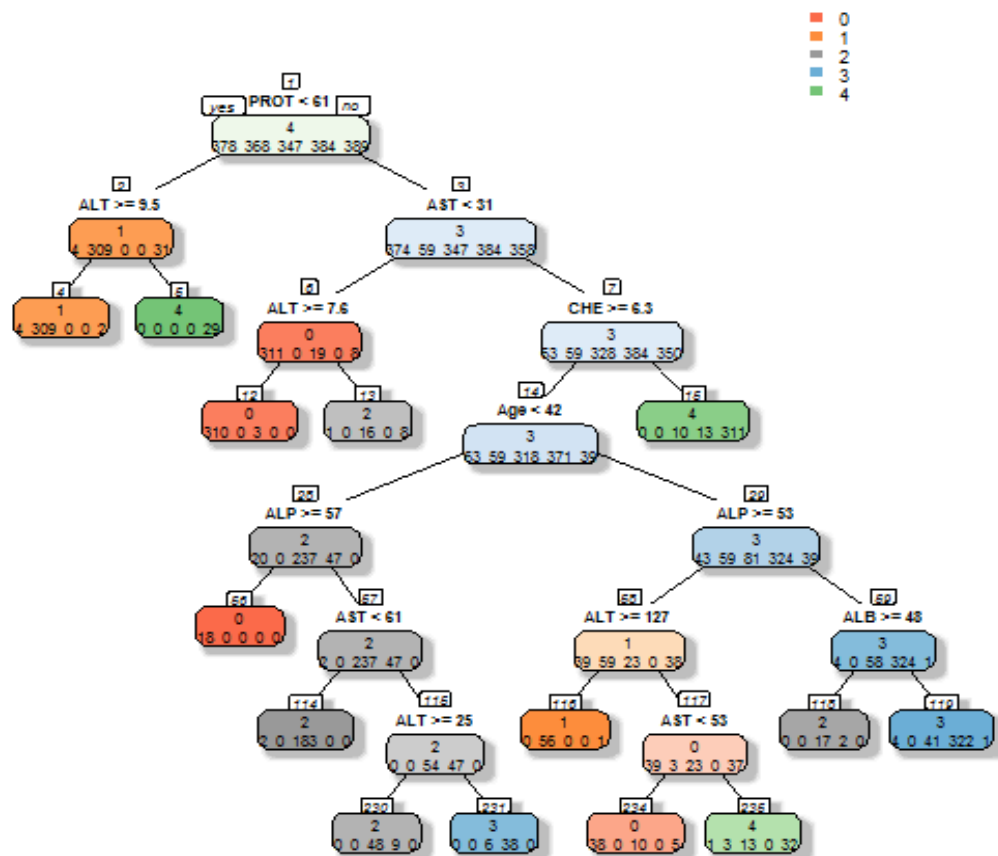 0
1
2
3
4
1
PROT < 61
yes
no
4
378 368 347 384 389
2
3
ALT >= 9.5
AST < 31
1
3
4 309 0 0 31
374 59 347 384 358
4
5
6
7
ALT >= 7.6
CHE >= 6.3
1
4
0
3
4 309 0 0 2
0 0 0 0 29
311 0 19 0 8
63 59 328 384 350
12
13
14
15
Age < 42
0
2
3
4
310 0 3 0 0
1 0 16 0 8
63 59 318 371 39
0 0 10 13 311
28
29
ALP >= 57
ALP >= 53
2
3
20 0 237 47 0
43 59 81 324 39
56
57
58
59
AST < 61
ALT >= 127
ALB >= 48
0
2
1
3
18 0 0 0 0
2 0 237 47 0
39 59 23 0 38
4 0 58 324 1
114
115
116
117
118
119
ALT >= 25
AST < 53
2
2
1
0
2
3
2 0 183 0 0
0 0 54 47 0
0 56 0 0 1
39 3 23 0 37
0 0 17 2 0
4 0 41 322 1
230
231
234
235
2
3
0
4
0 0 48 9 0
0 0 6 38 0
38 0 10 0 5
1 3 13 0 32